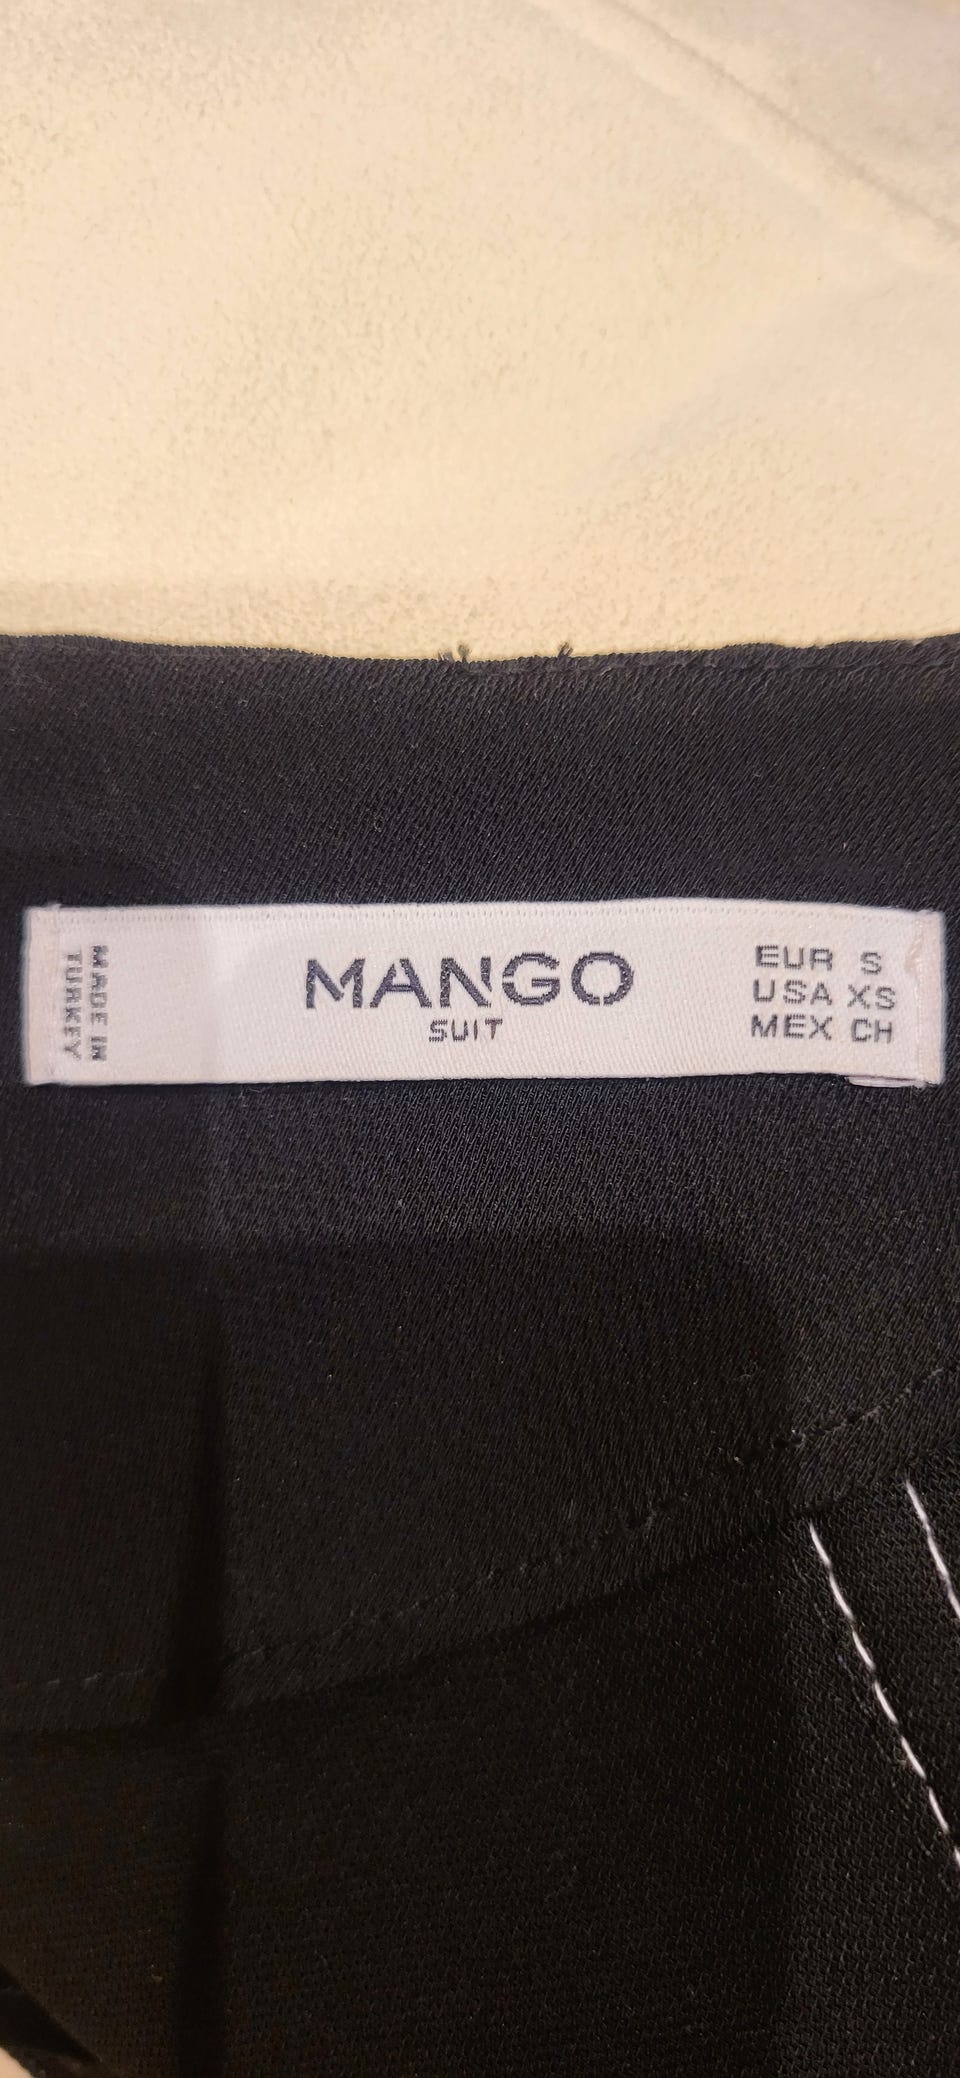 MADE IN
TURKEY
MANGO
SUIT
EUR S
USA XS
MEX CH